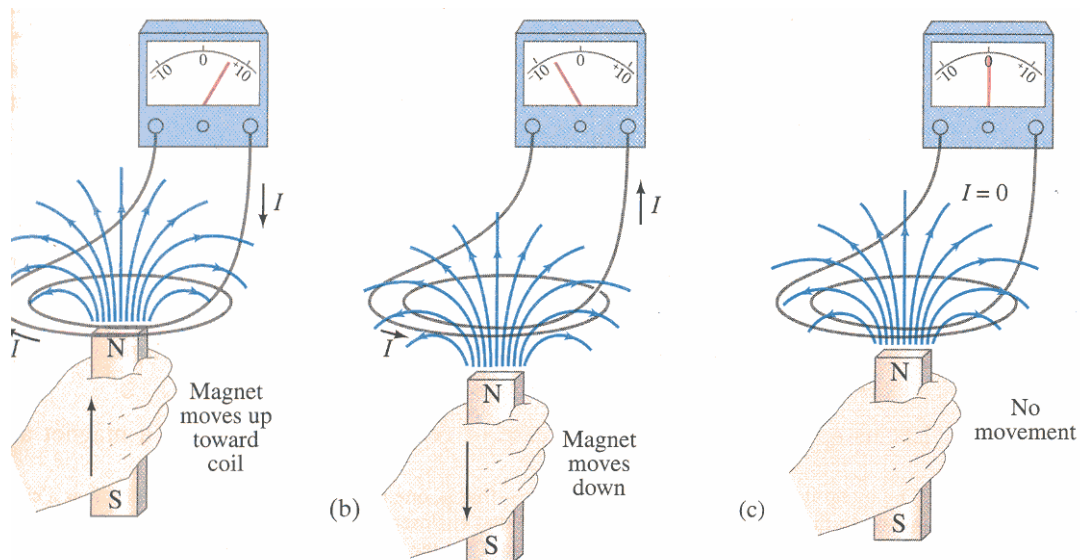 -10 0 +10
I
I
N
Magnet
moves up
toward
coil
S
-10 0 +10
I
I
N
Magnet
moves
down
S
(b)
-10 0 +10
I = 0
N
No
movement
S
(c)